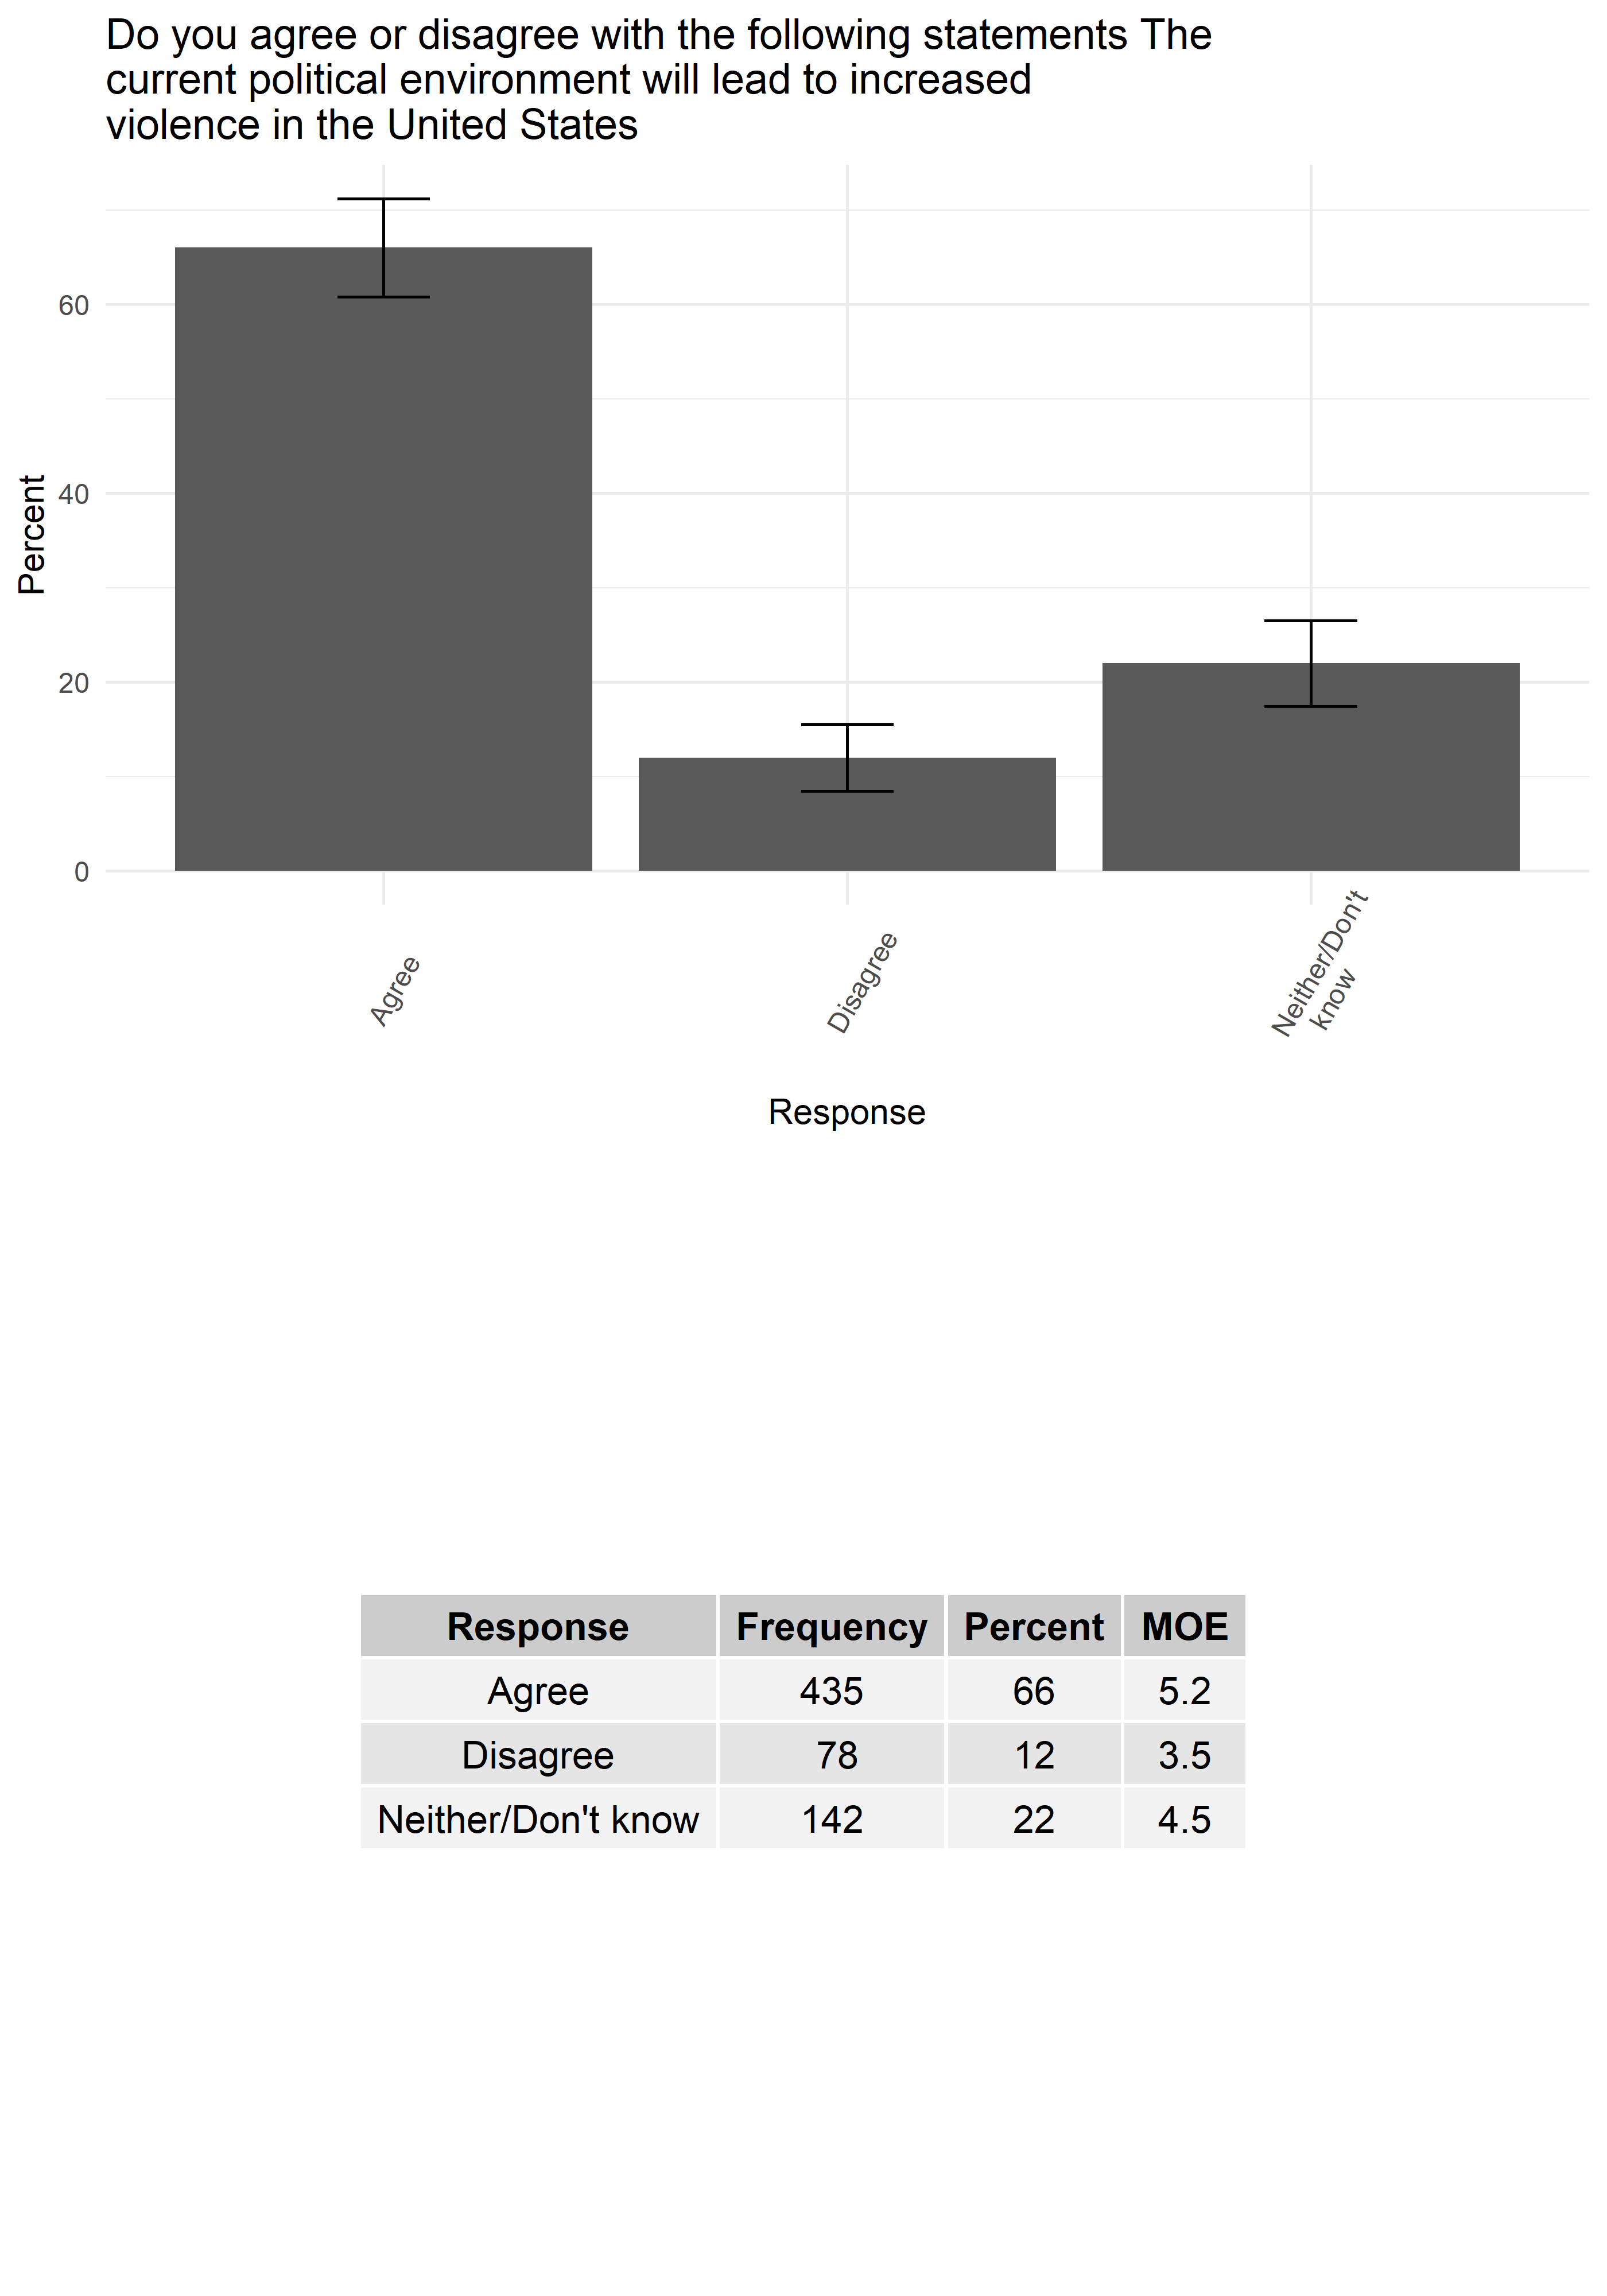 Do you agree or disagree with the following statements The
current political environment will lead to increased
violence in the United States
Percent
60
40
20
0
Agree
Disagree
Neither/Don't
know
Response
Response Frequency Percent MOE
Agree 435 66 5.2
Disagree 78 12 3.5
Neither/Don't know 142 22 4.5